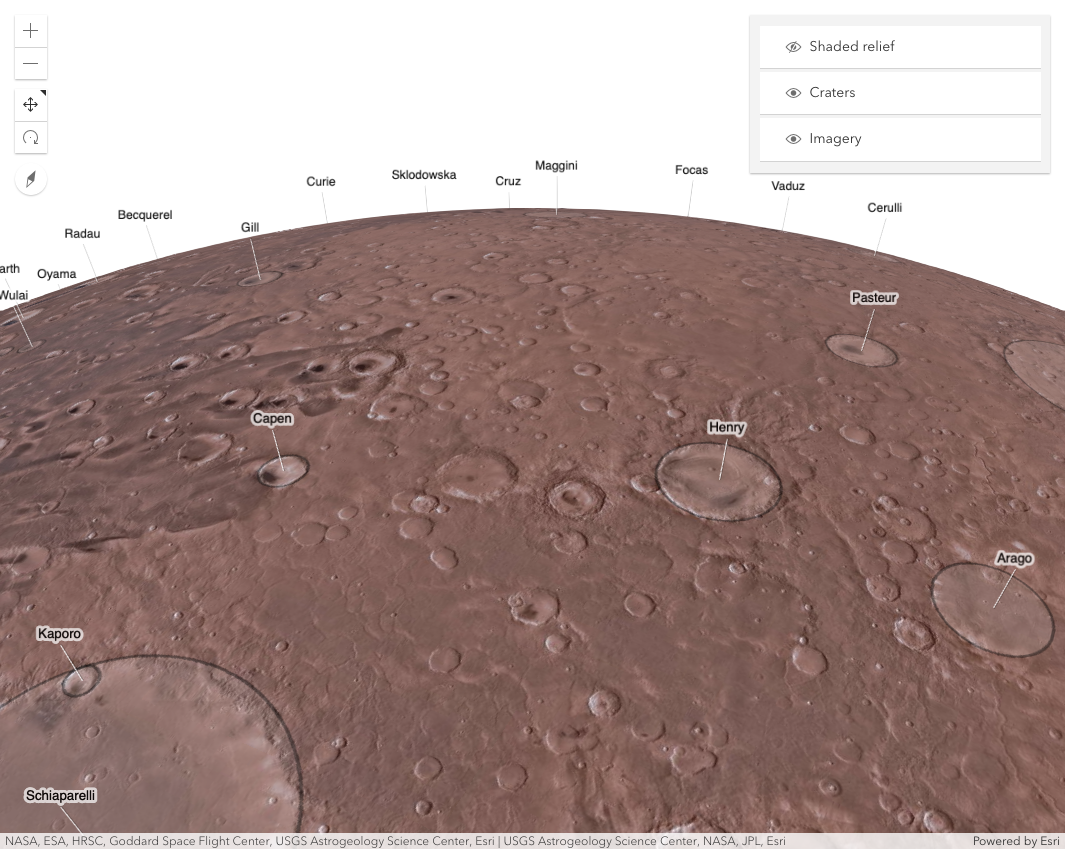 Shaded relief
Craters
Imagery
Maggini
Focas
Sklodowska
Cruz
Curie
Vaduz
Cerulli
Becquerel
Gill
Radau
arth
Oyama
Wulai
Pasteur
Capen
Henry
Arago
Kaporo
Schiaparelli
NASA, ESA, HRSC, Goddard Space Flight Center, USGS Astrogeology Science Center, Esri | USGS Astrogeology Science Center, NASA, JPL, Esri
Powered by Esri